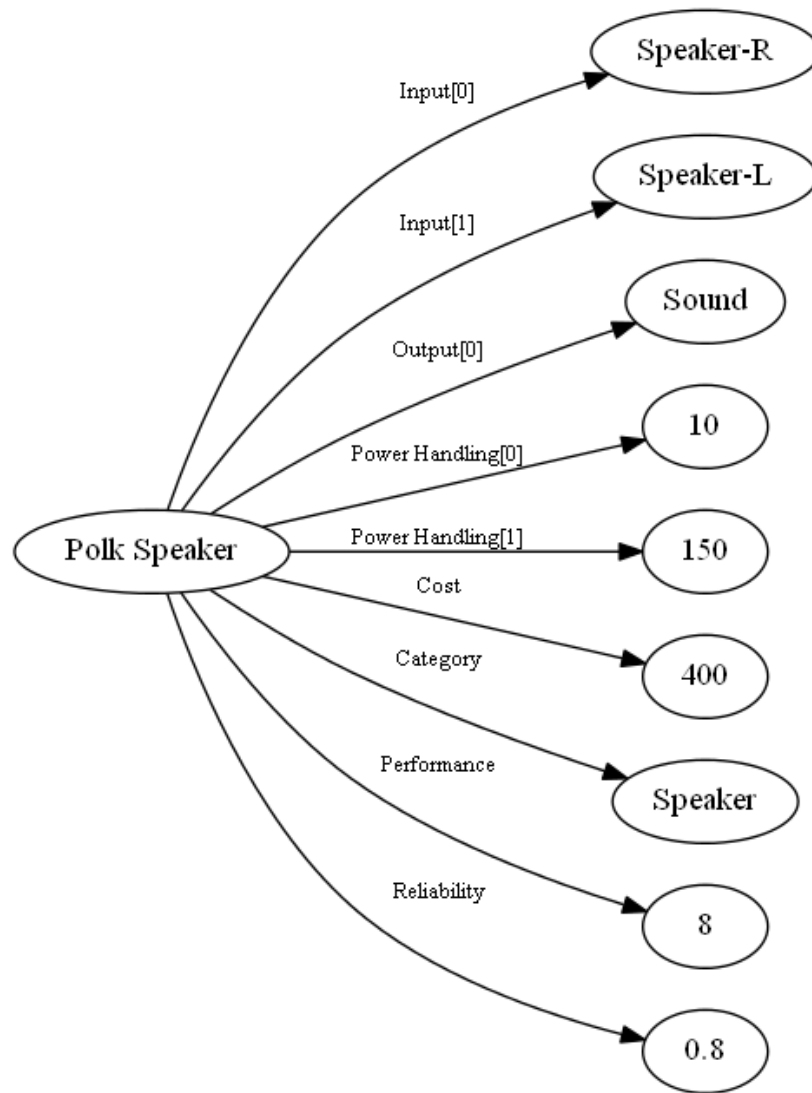 Speaker-R
Input[0]
Speaker-L
Input[1]
Sound
Output[0]
10
Power Handling[0]
Polk Speaker
Power Handling[1]
150
Cost
400
Category
Speaker
Performance
8
Reliability
0.8